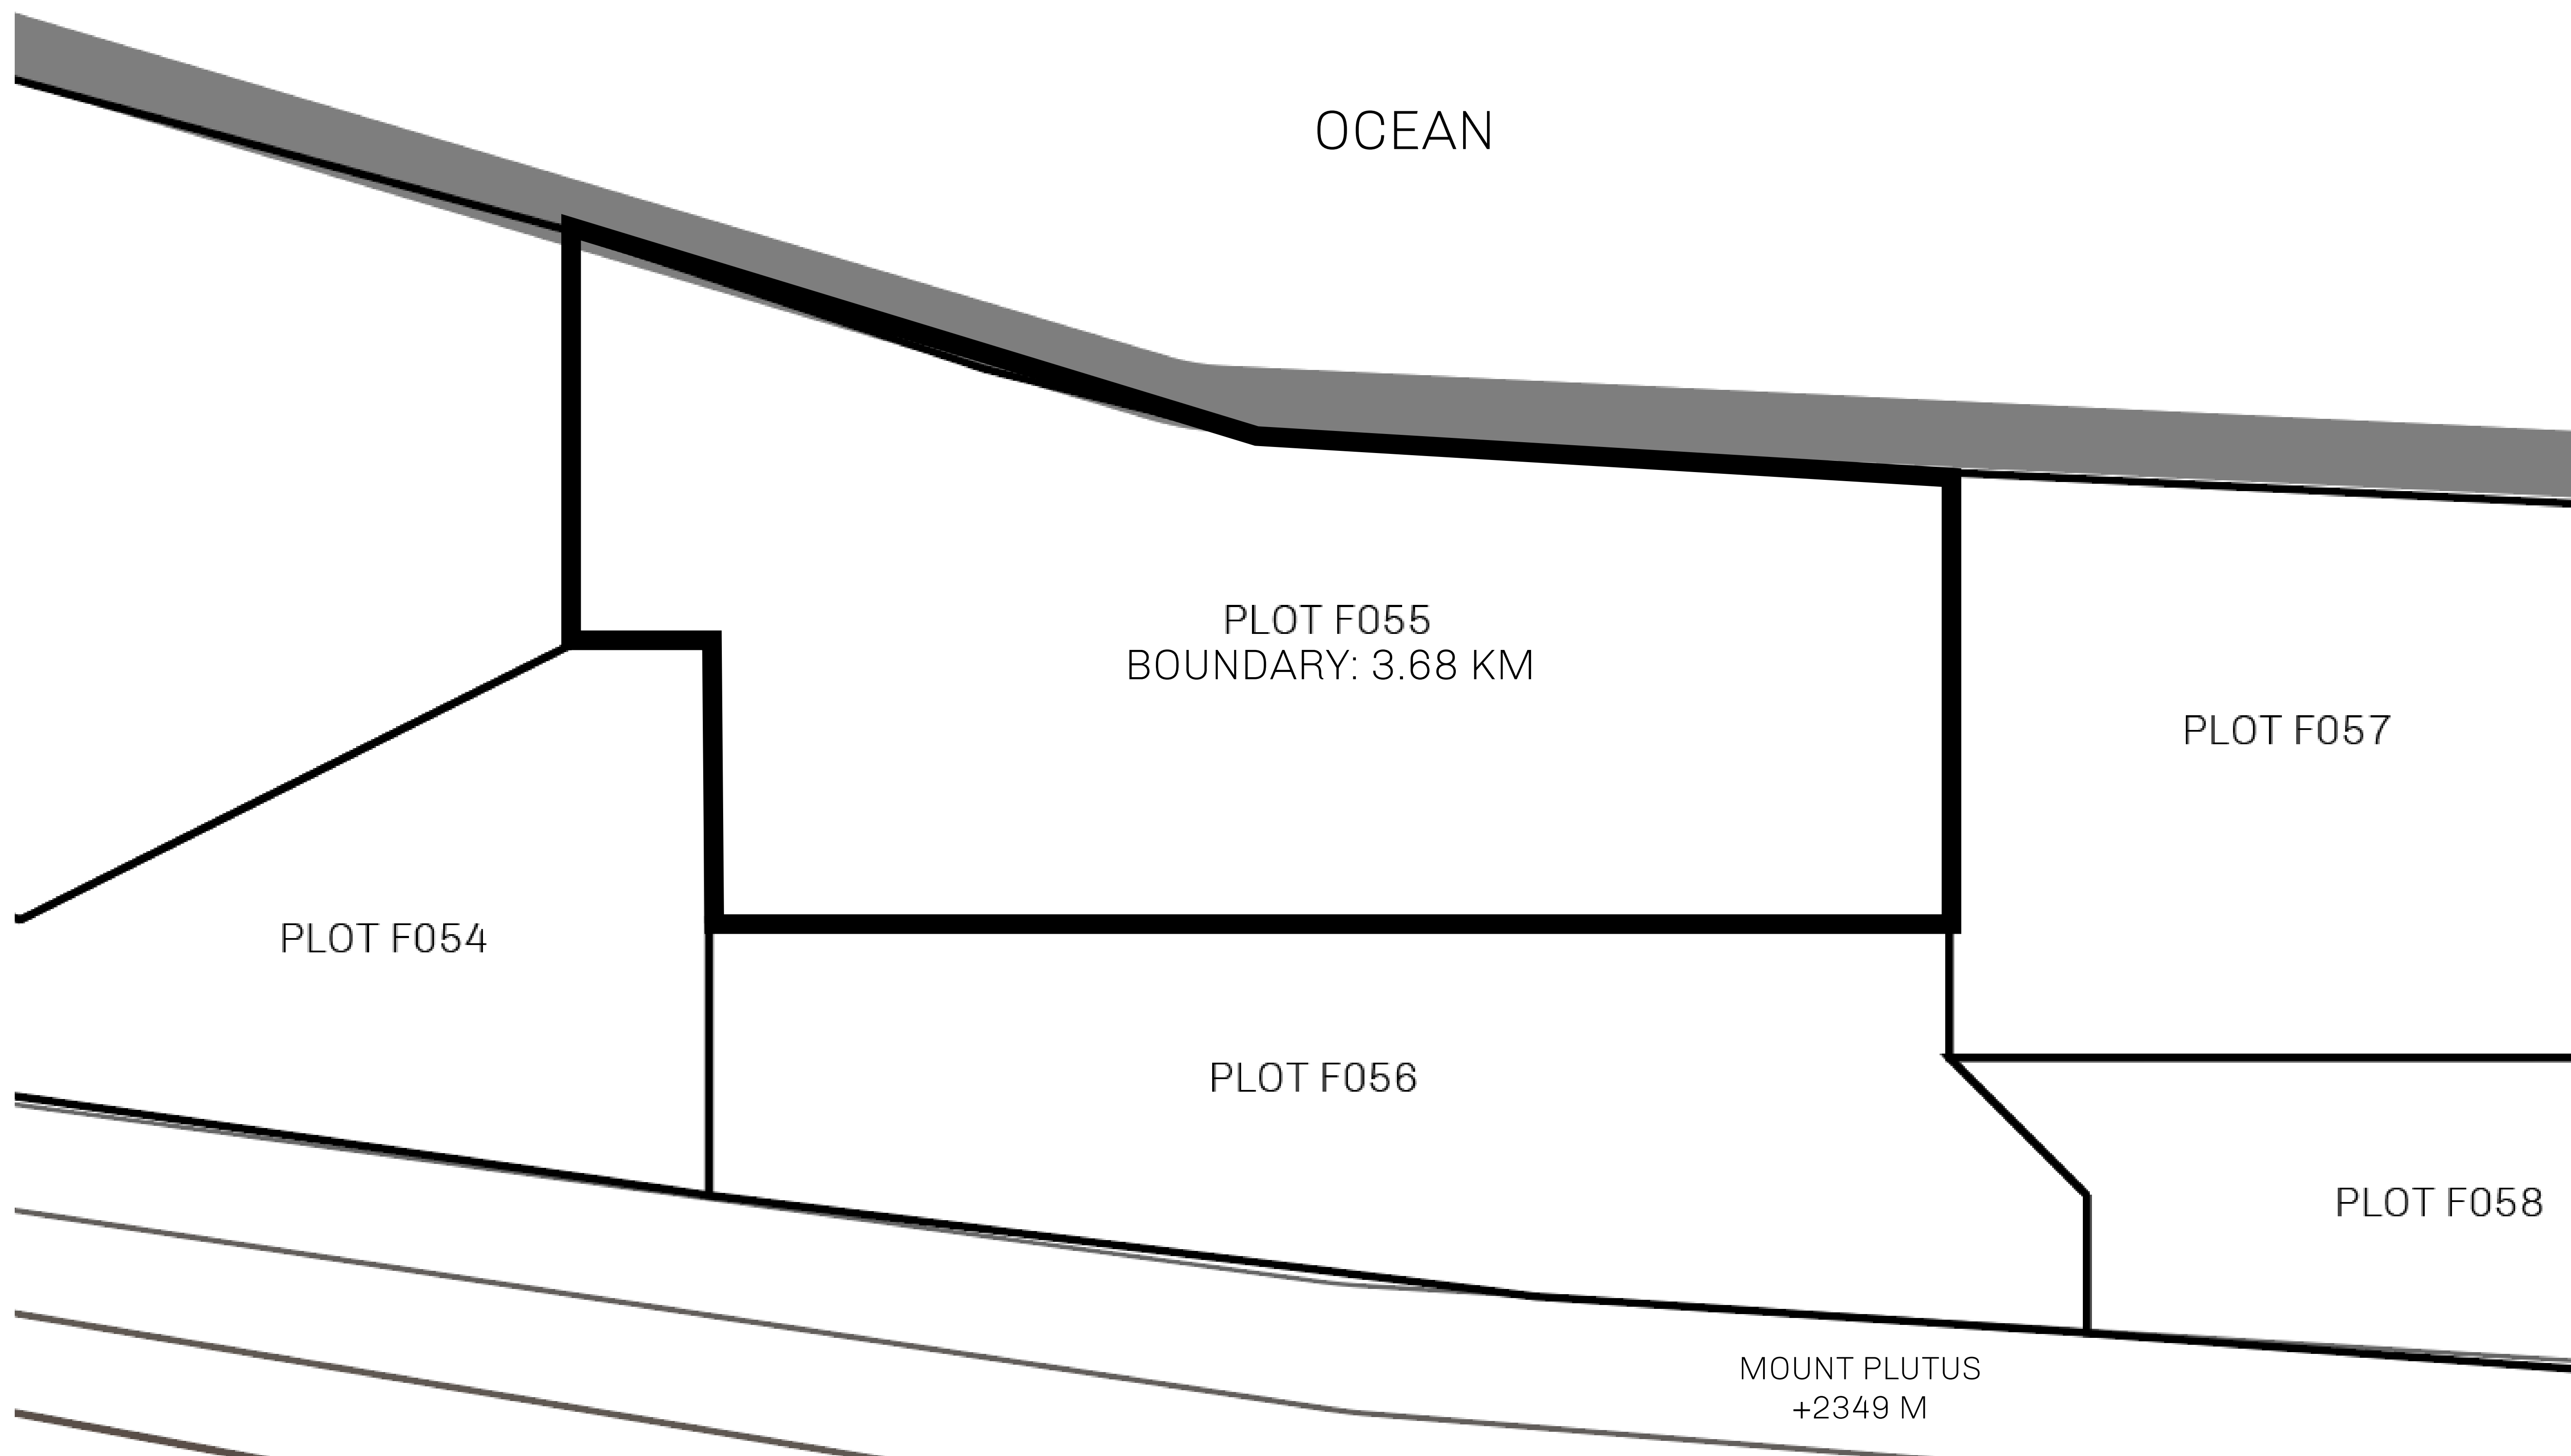 OCEAN
PLOT F055
BOUNDARY: 3.68 KM
PLOT F057
PLOT F054
PLOT F056
PLOT F058
MOUNT PLUTUS
+2349 M